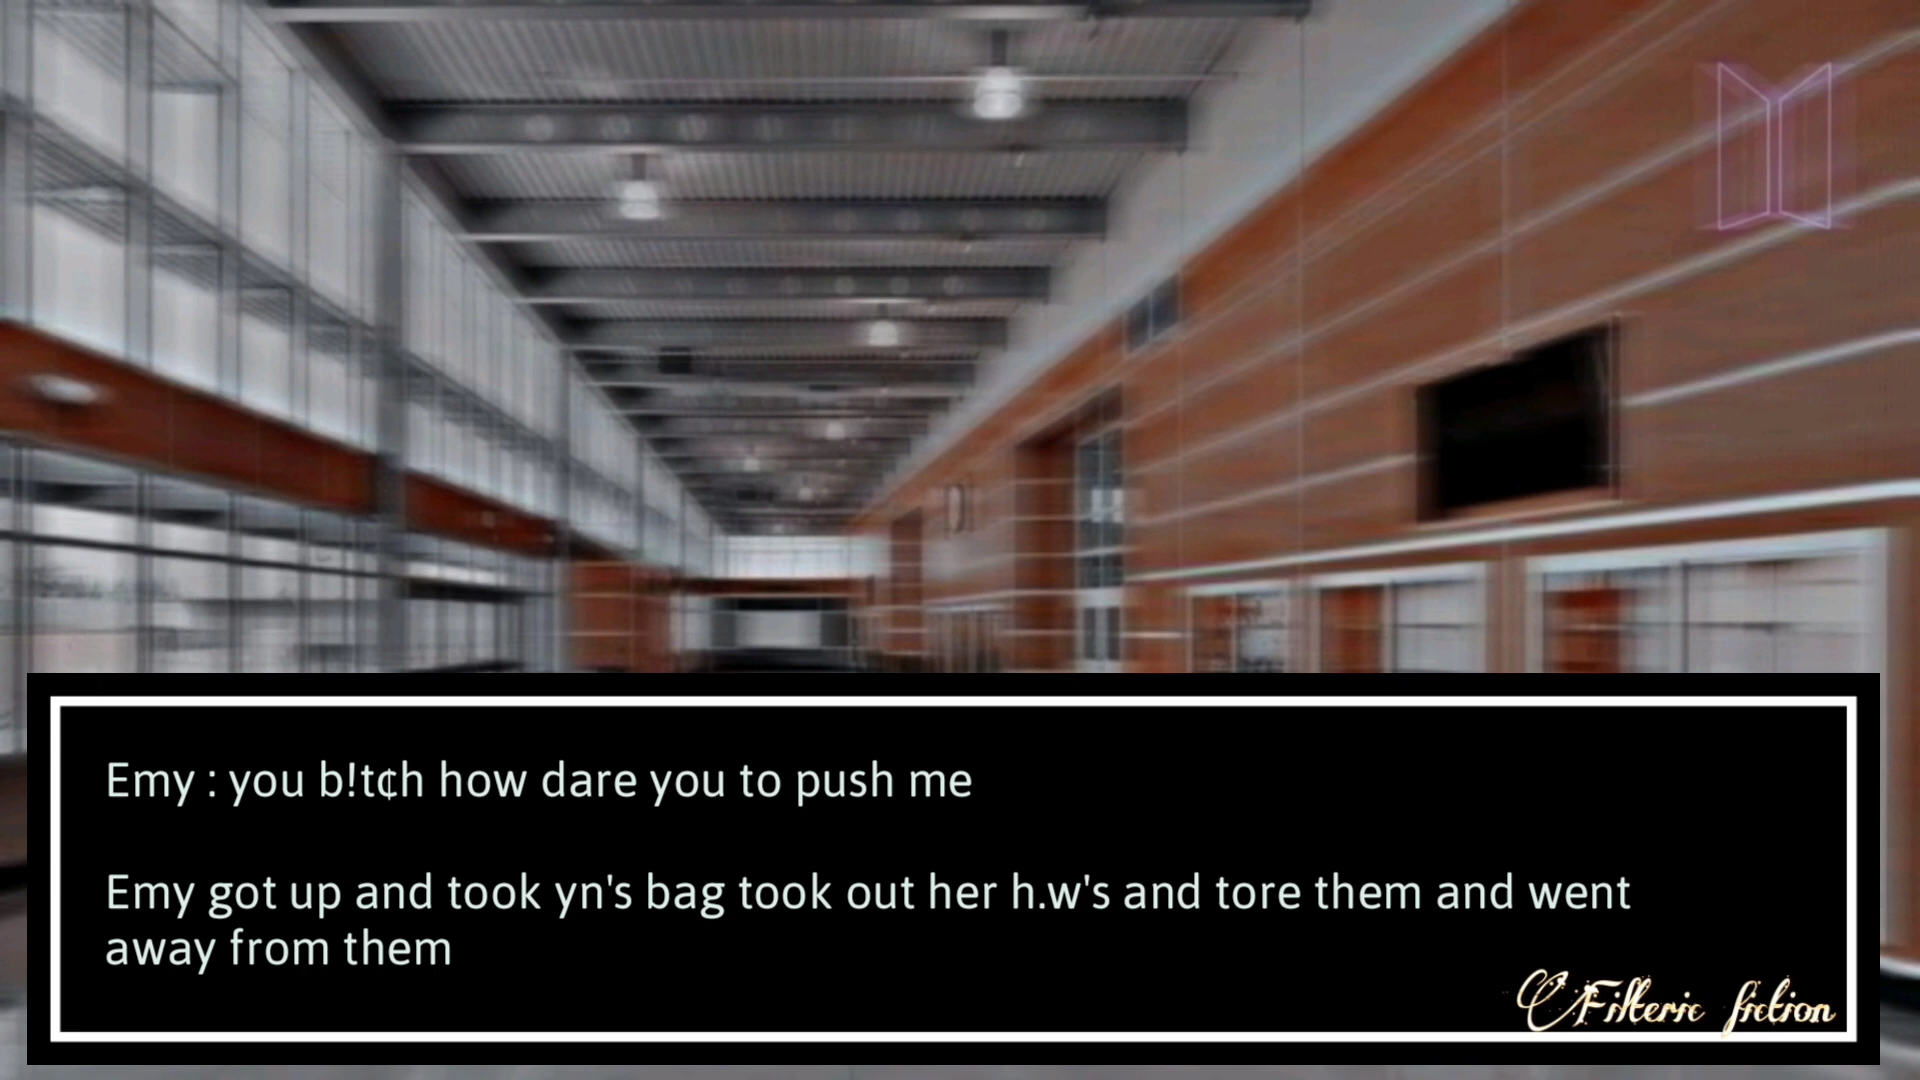 Emy : you b!t¢h how dare you to push me
Emy got up and took yn's bag took out her h.w's and tore them and went
away from them
Filteric fiction